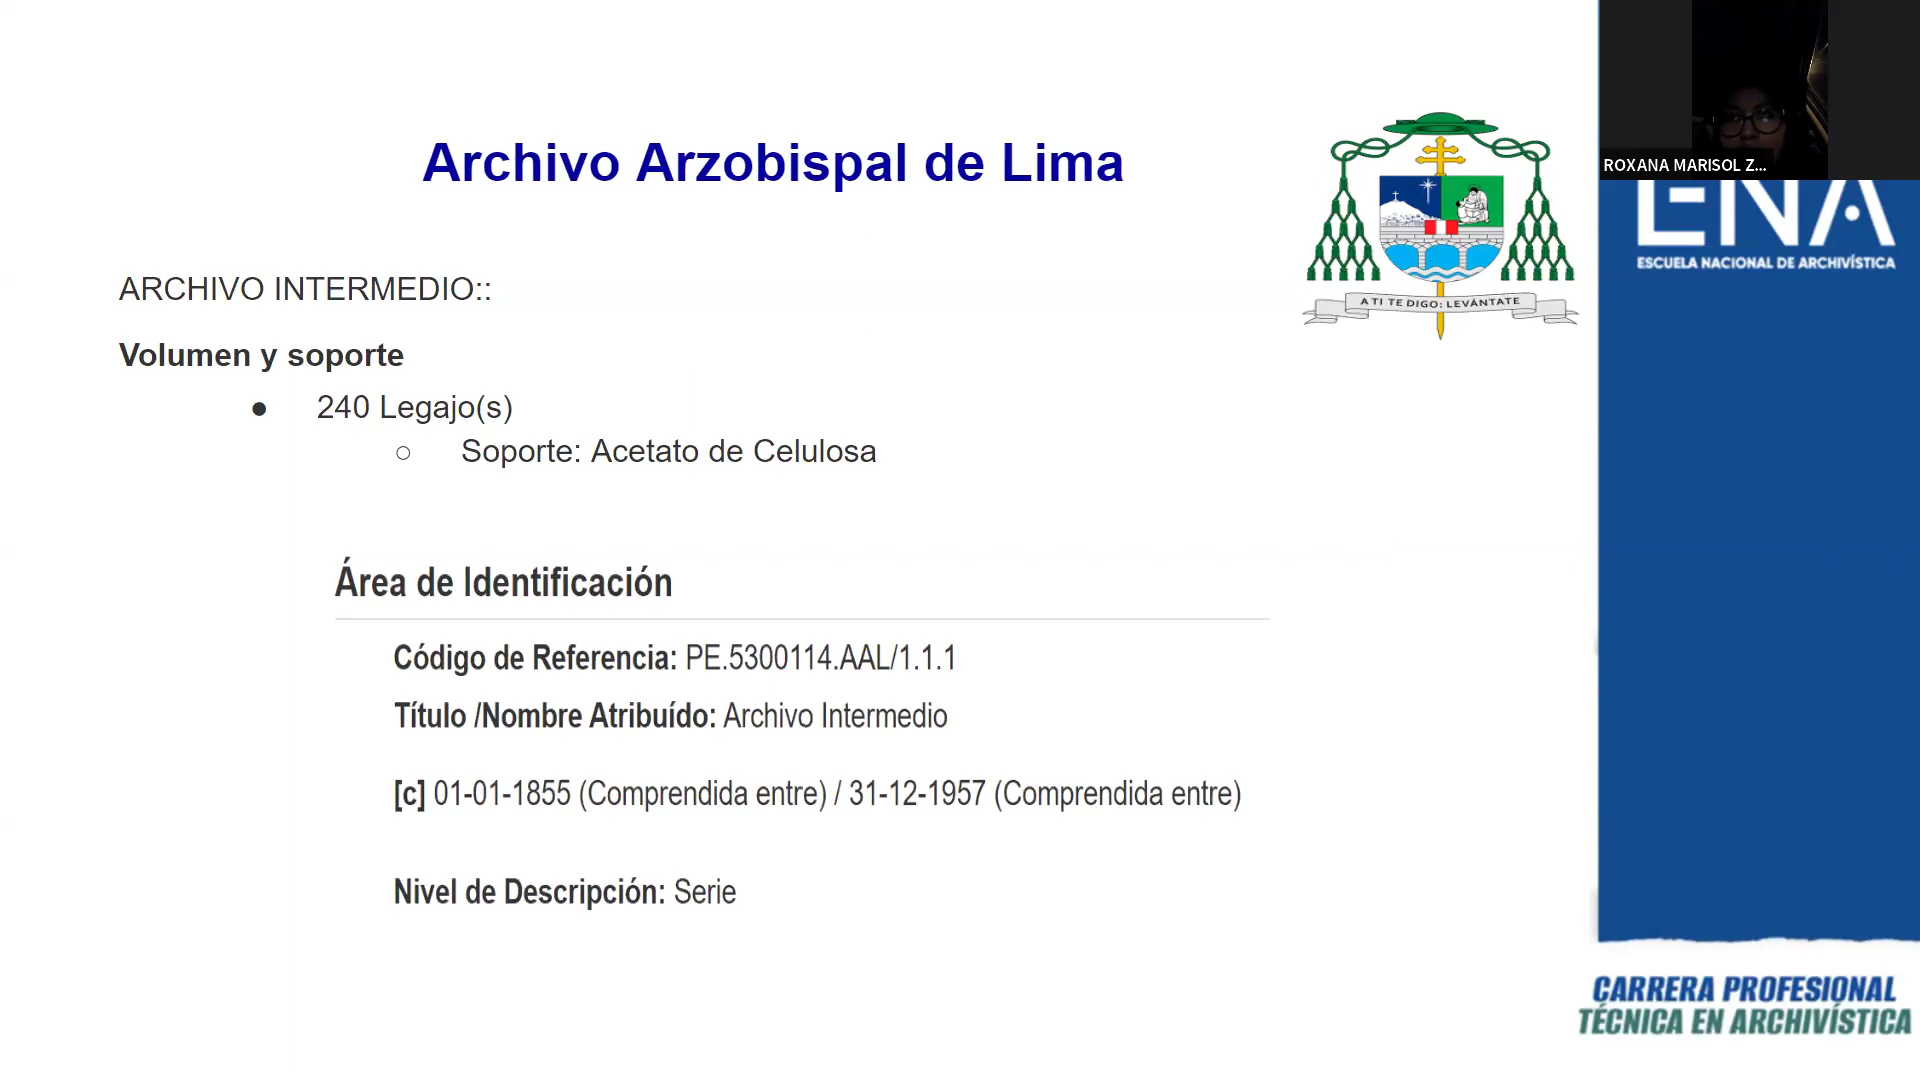 Archivo Arzobispal de Lima
ROXANA MARISOL Z...
ENA
ESCUELA NACIONAL DE ARCHIVÍSTICA
A TI TE DIGO: LEVÁNTATE
ARCHIVO INTERMEDIO::
Volumen y soporte
● 240 Legajo(s)
○ Soporte: Acetato de Celulosa
Área de Identificación
Código de Referencia: PE.5300114.AAL/1.1.1
Título /Nombre Atribuído: Archivo Intermedio
[c] 01-01-1855 (Comprendida entre) / 31-12-1957 (Comprendida entre)
Nivel de Descripción: Serie
CARRERA PROFESIONAL
TÉCNICA EN ARCHIVÍSTICA